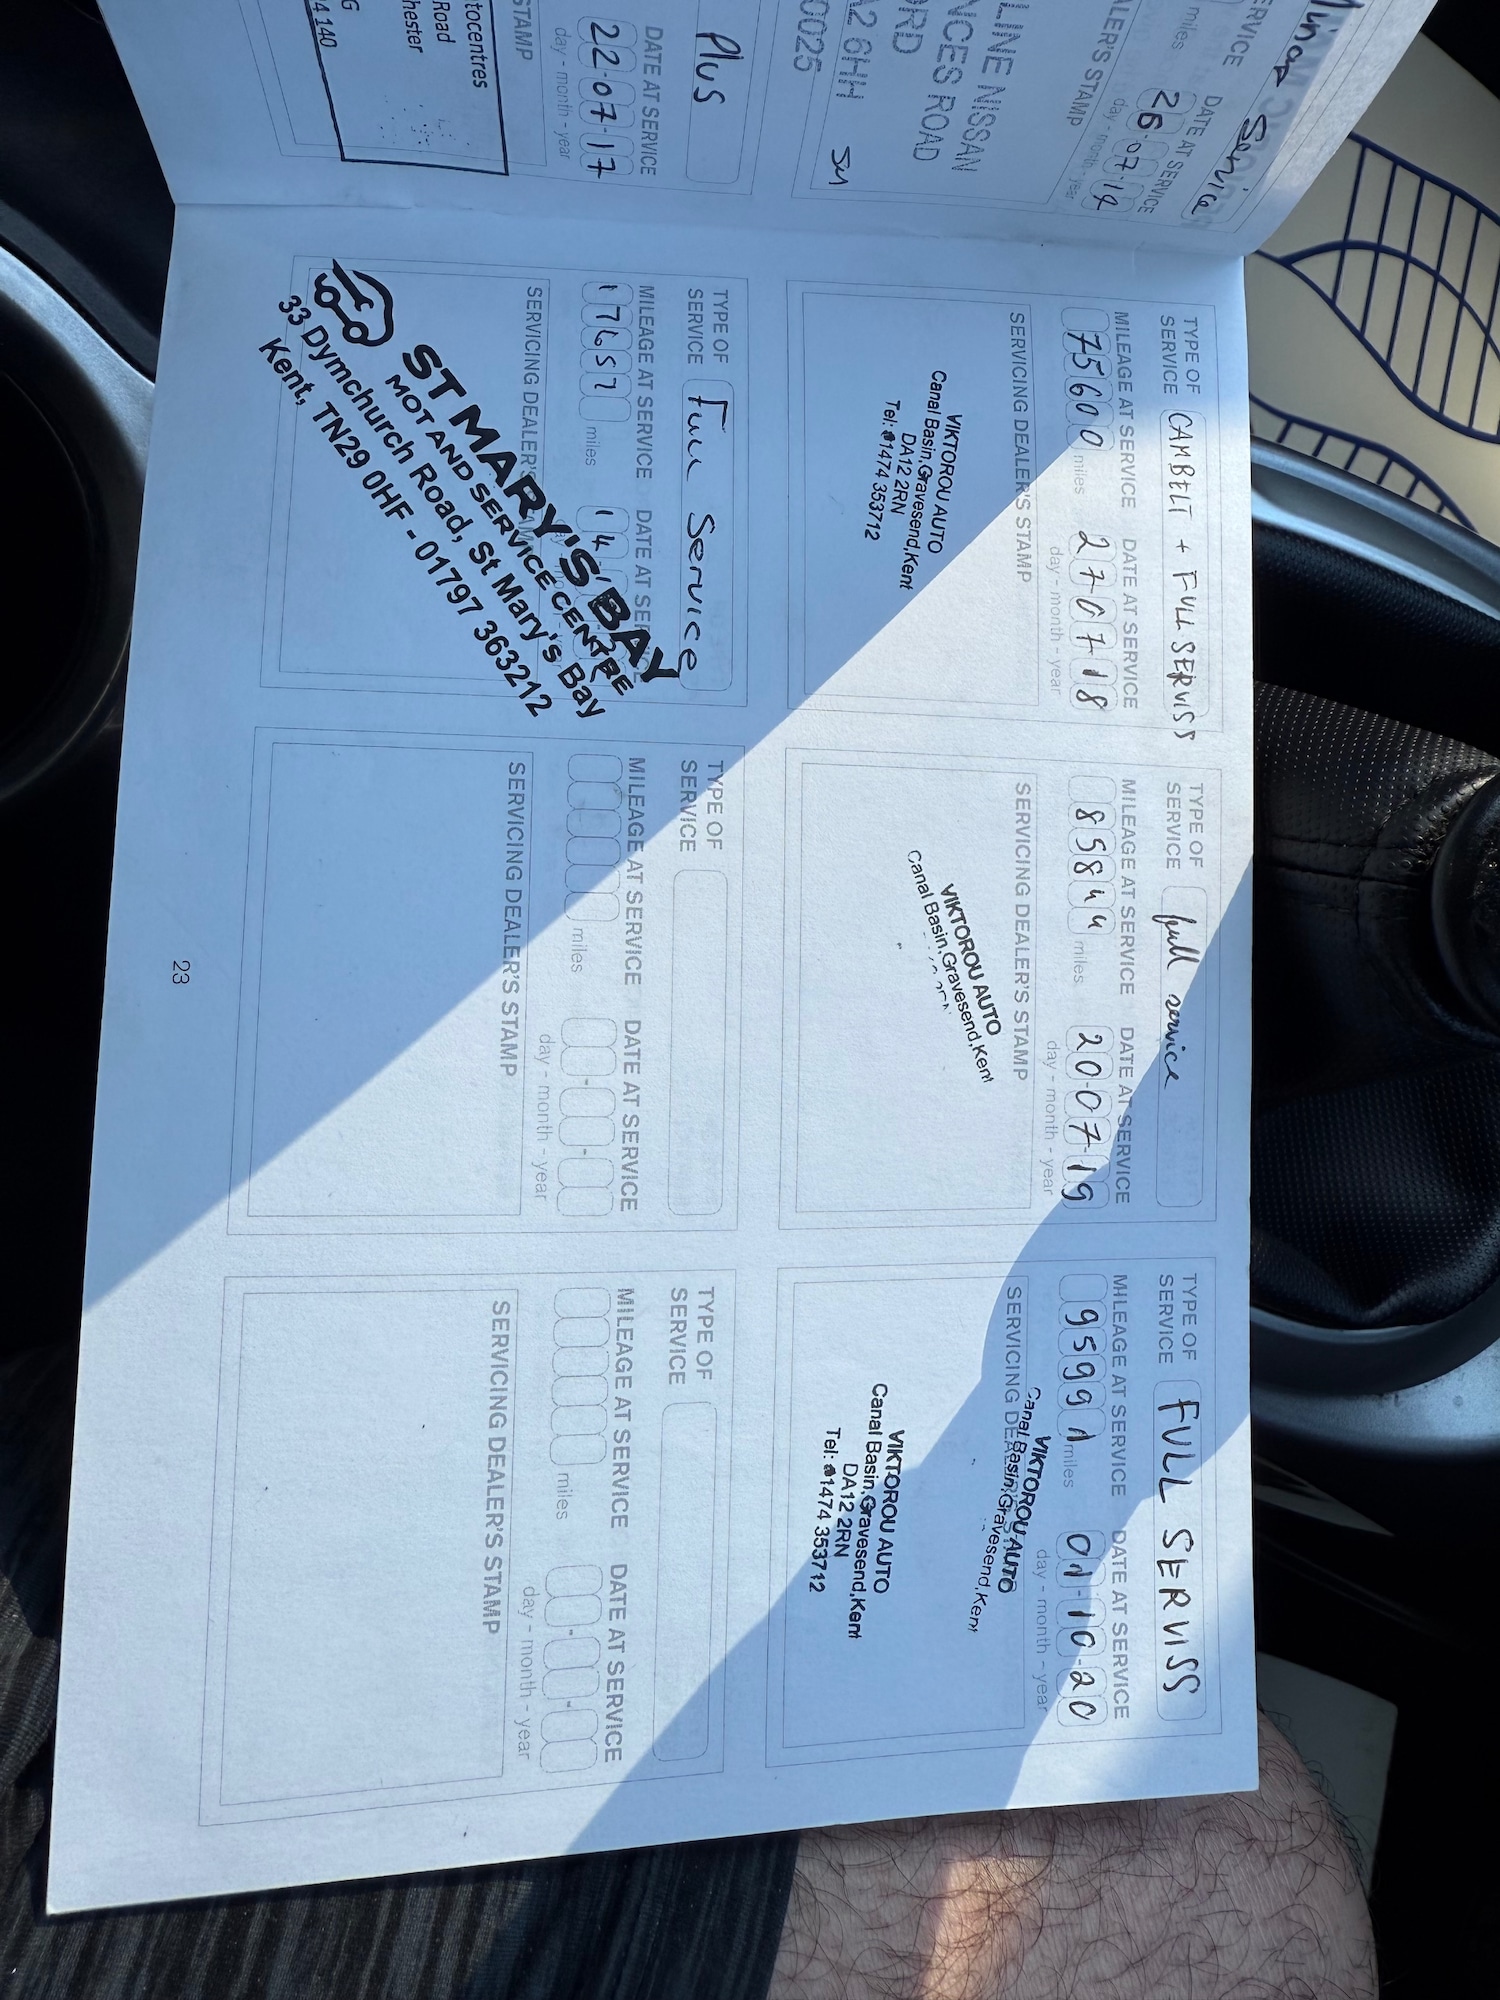 Service
SERVICE DATE AT SERVICE
miles 26-07-14
day - month - year
DEALER'S STAMP
LINE NISSAN
NCES ROAD
ORD
A2 6HH
0025
Plus
DATE AT SERVICE
22-07-17
day - month - year
STAMP
tocentres
Road
hester
G
4 140
TYPE OF
SERVICE CAMBELT + FULL SERVISS
MILEAGE AT SERVICE DATE AT SERVICE
75600 miles 27-07-18
day - month - year
SERVICING DEALER'S STAMP
VIKTOROU AUTO
Canal Basin,Gravesend,Kent
DA12 2RN
Tel: 01474 353712
TYPE OF
SERVICE full service
MILEAGE AT SERVICE DATE AT SERVICE
85844 miles 20-07-19
day - month - year
SERVICING DEALER'S STAMP
VIKTOROU AUTO
Canal Basin,Gravesend,Kent
TYPE OF
SERVICE FULL SERVISS
MILEAGE AT SERVICE DATE AT SERVICE
95991 miles 01-10-20
day - month - year
SERVICING DEALER'S STAMP
VIKTOROU AUTO
Canal Basin,Gravesend,Kent
VIKTOROU AUTO
Canal Basin,Gravesend,Kent
DA12 2RN
Tel: 01474 353712
TYPE OF
SERVICE Full Service
MILEAGE AT SERVICE DATE AT SERVICE
miles 14
SERVICING DEALER'S STAMP
ST MARY'S BAY
MOT AND SERVICE CENTRE
33 Dymchurch Road, St Mary's Bay
Kent, TN29 0HF - 01797 363212
TYPE OF
SERVICE
MILEAGE AT SERVICE DATE AT SERVICE
miles
day - month - year
SERVICING DEALER'S STAMP
TYPE OF
SERVICE
MILEAGE AT SERVICE DATE AT SERVICE
miles
day - month - year
SERVICING DEALER'S STAMP
23